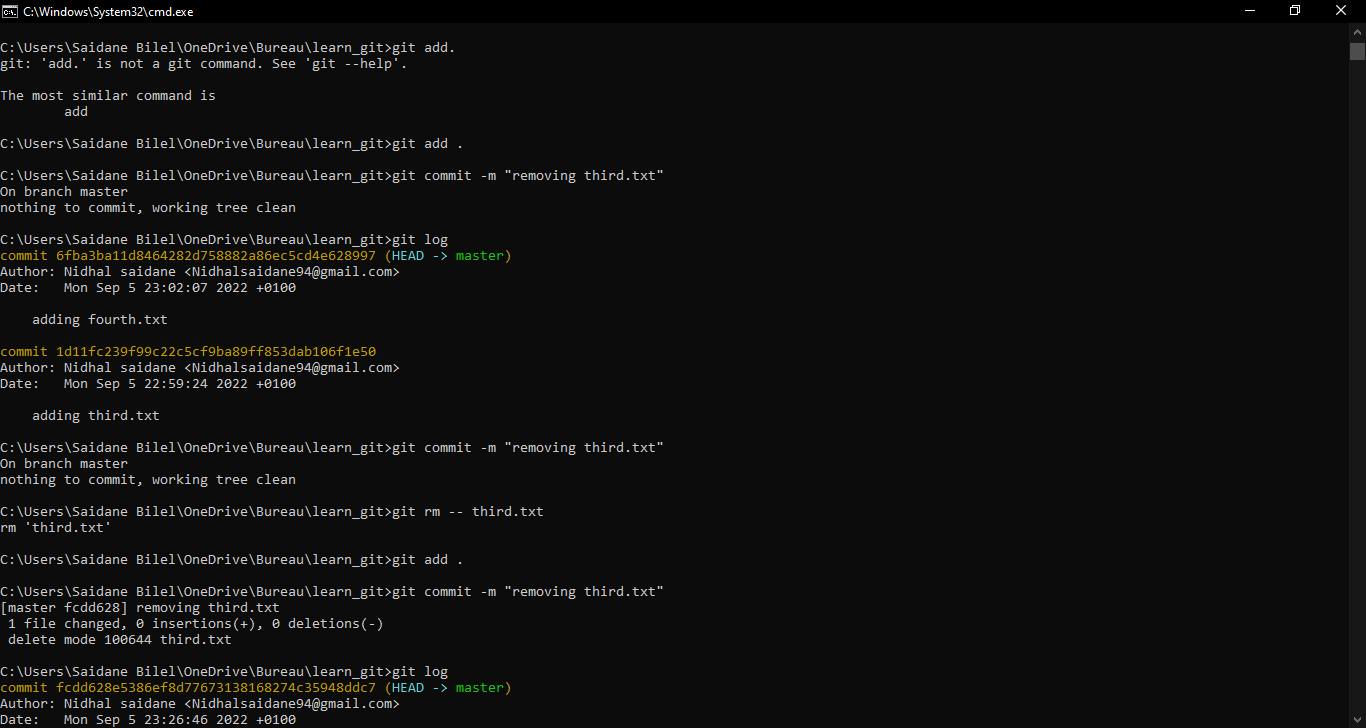 C:\Windows\System32\cmd.exe
C:\Users\Saidane Bilel\OneDrive\Bureau\learn_git>git add.
git: 'add.' is not a git command. See 'git --help'.
The most similar command is
add
C:\Users\Saidane Bilel\OneDrive\Bureau\learn_git>git add .
C:\Users\Saidane Bilel\OneDrive\Bureau\learn_git>git commit -m "removing third.txt"
On branch master
nothing to commit, working tree clean
C:\Users\Saidane Bilel\OneDrive\Bureau\learn_git>git log
commit 6fba3ba11d8464282d758882a86ec5cd4e628997 (HEAD -> master)
Author: Nidhal saidane <Nidhalsaidane94@gmail.com>
Date:   Mon Sep 5 23:02:07 2022 +0100
adding fourth.txt
commit 1d11fc239f99c22c5cf9ba89ff853dab106f1e50
Author: Nidhal saidane <Nidhalsaidane94@gmail.com>
Date:   Mon Sep 5 22:59:24 2022 +0100
adding third.txt
C:\Users\Saidane Bilel\OneDrive\Bureau\learn_git>git commit -m "removing third.txt"
On branch master
nothing to commit, working tree clean
C:\Users\Saidane Bilel\OneDrive\Bureau\learn_git>git rm -- third.txt
rm 'third.txt'
C:\Users\Saidane Bilel\OneDrive\Bureau\learn_git>git add .
C:\Users\Saidane Bilel\OneDrive\Bureau\learn_git>git commit -m "removing third.txt"
[master fcdd628] removing third.txt
1 file changed, 0 insertions(+), 0 deletions(-)
delete mode 100644 third.txt
C:\Users\Saidane Bilel\OneDrive\Bureau\learn_git>git log
commit fcdd628e5386ef8d77673138168274c35948ddc7 (HEAD -> master)
Author: Nidhal saidane <Nidhalsaidane94@gmail.com>
Date:   Mon Sep 5 23:26:46 2022 +0100